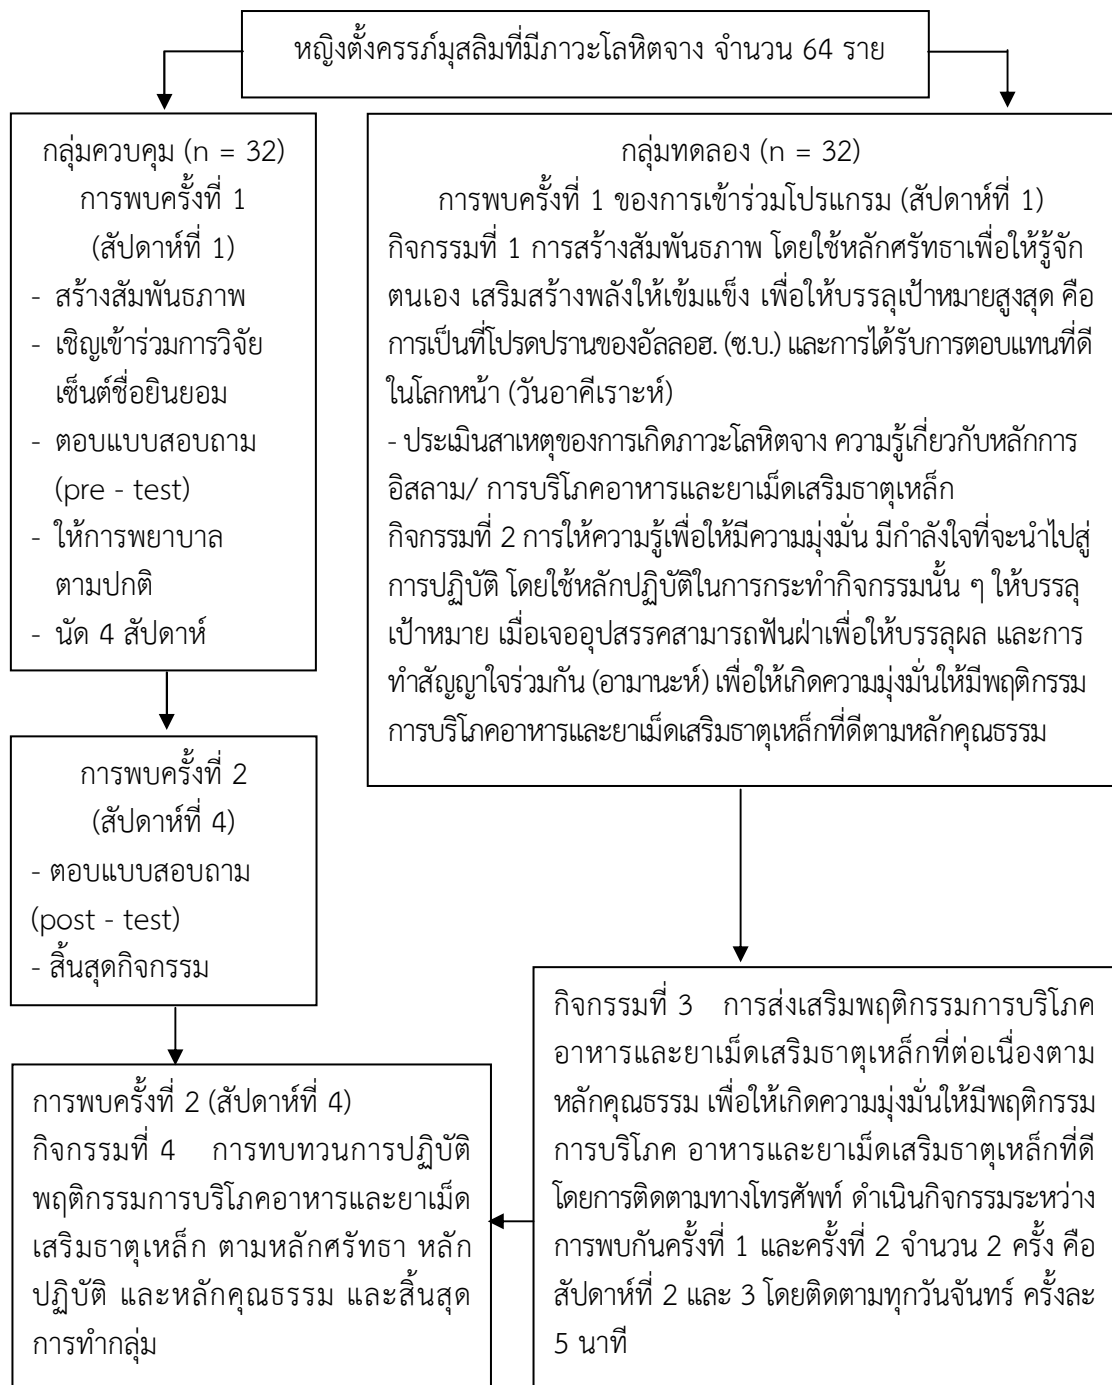 หญิงตั้งครรภ์มุสลิมที่มีภาวะโลหิตจาง จำนวน 64 ราย
กลุ่มควบคุม (n = 32)
การพบครั้งที่ 1
(สัปดาห์ที่ 1)
- สร้างสัมพันธภาพ
- เชิญเข้าร่วมการวิจัย
เซ็นต์ชื่อยินยอม
- ตอบแบบสอบถาม
(pre - test)
- ให้การพยาบาล
ตามปกติ
- นัด 4 สัปดาห์
กลุ่มทดลอง (n = 32)
การพบครั้งที่ 1 ของการเข้าร่วมโปรแกรม (สัปดาห์ที่ 1)
กิจกรรมที่ 1 การสร้างสัมพันธภาพ โดยใช้หลักศรัทธาเพื่อให้รู้จัก
ตนเอง เสริมสร้างพลังให้เข้มแข็ง เพื่อให้บรรลุเป้าหมายสูงสุด คือ
การเป็นที่โปรดปรานของอัลลอฮ. (ซ.บ.) และการได้รับการตอบแทนที่ดี
ในโลกหน้า (วันอาคีเราะห์)
- ประเมินสาเหตุของการเกิดภาวะโลหิตจาง ความรู้เกี่ยวกับหลักการ
อิสลาม/ การบริโภคอาหารและยาเม็ดเสริมธาตุเหล็ก
กิจกรรมที่ 2 การให้ความรู้เพื่อให้มีความมุ่งมั่น มีกำลังใจที่จะนำไปสู่
การปฏิบัติ โดยใช้หลักปฏิบัติในการกระทำกิจกรรมนั้น ๆ ให้บรรลุ
เป้าหมาย เมื่อเจออุปสรรคสามารถฟันฝ่าเพื่อให้บรรลุผล และการ
ทำสัญญาใจร่วมกัน (อามานะห์) เพื่อให้เกิดความมุ่งมั่นให้มีพฤติกรรม
การบริโภคอาหารและยาเม็ดเสริมธาตุเหล็กที่ดีตามหลักคุณธรรม
การพบครั้งที่ 2
(สัปดาห์ที่ 4)
- ตอบแบบสอบถาม
(post - test)
- สิ้นสุดกิจกรรม
กิจกรรมที่ 3 การส่งเสริมพฤติกรรมการบริโภค
อาหารและยาเม็ดเสริมธาตุเหล็กที่ต่อเนื่องตาม
หลักคุณธรรม เพื่อให้เกิดความมุ่งมั่นให้มีพฤติกรรม
การบริโภค อาหารและยาเม็ดเสริมธาตุเหล็กที่ดี
โดยการติดตามทางโทรศัพท์ ดำเนินกิจกรรมระหว่าง
การพบกันครั้งที่ 1 และครั้งที่ 2 จำนวน 2 ครั้ง คือ
สัปดาห์ที่ 2 และ 3 โดยติดตามทุกวันจันทร์ ครั้งละ
5 นาที
การพบครั้งที่ 2 (สัปดาห์ที่ 4)
กิจกรรมที่ 4 การทบทวนการปฏิบัติ
พฤติกรรมการบริโภคอาหารและยาเม็ด
เสริมธาตุเหล็ก ตามหลักศรัทธา หลัก
ปฏิบัติ และหลักคุณธรรม และสิ้นสุด
การทำกลุ่ม